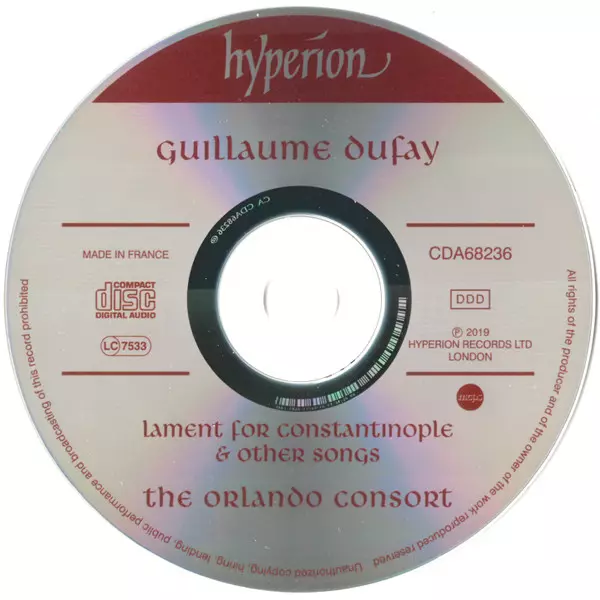 hyperion
Guillaume Dufay
MADE IN FRANCE
CDA68236
COMPACT
disc
DIGITAL AUDIO
DDD
LC 7533
℗ 2019
HYPERION RECORDS LTD
LONDON
mcps
Lament for Constantinople
& other songs
The Orlando Consort
All rights of the producer and of the owner of the work reproduced reserved.
Unauthorized copying, hiring, lending, public performance and broadcasting of this record prohibited